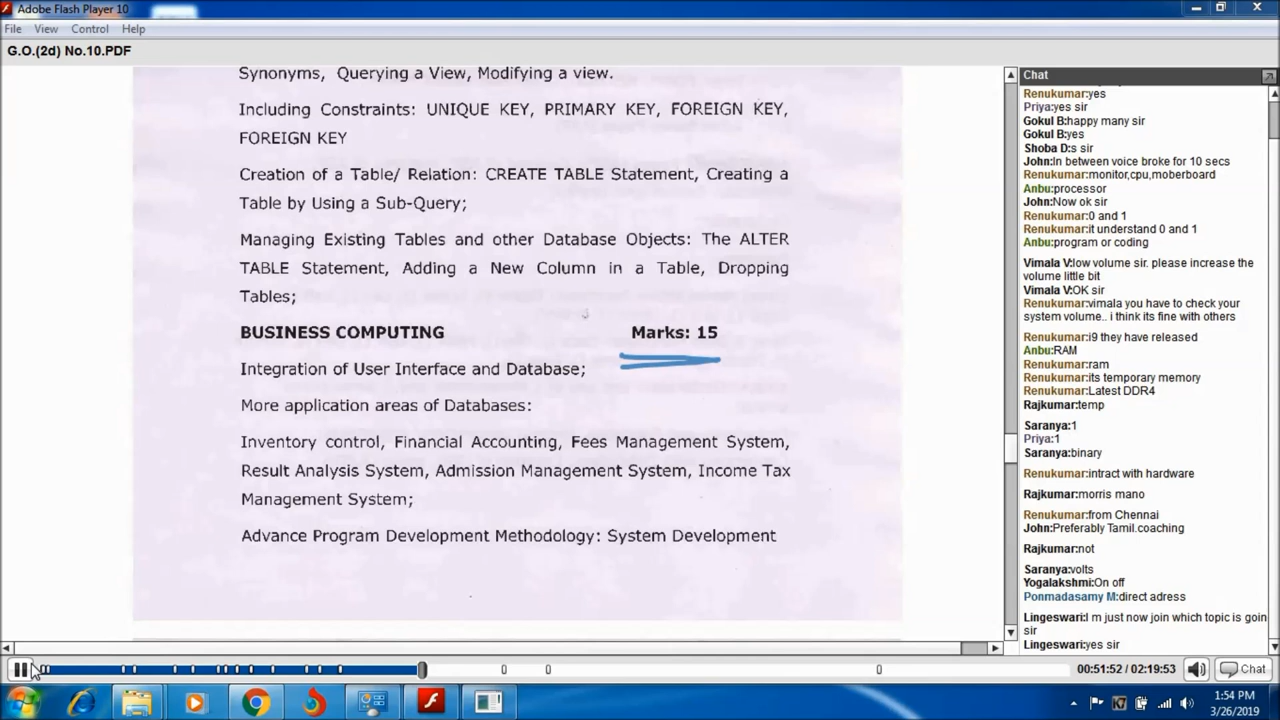 Adobe Flash Player 10
File View Control Help
G.O.(2d) No.10.PDF
Synonyms, Querying a View, Modifying a view.
Including Constraints: UNIQUE KEY, PRIMARY KEY, FOREIGN KEY,
FOREIGN KEY
Creation of a Table/ Relation: CREATE TABLE Statement, Creating a
Table by Using a Sub-Query;
Managing Existing Tables and other Database Objects: The ALTER
TABLE Statement, Adding a New Column in a Table, Dropping
Tables;
BUSINESS COMPUTING Marks: 15
Integration of User Interface and Database;
More application areas of Databases:
Inventory control, Financial Accounting, Fees Management System,
Result Analysis System, Admission Management System, Income Tax
Management System;
Advance Program Development Methodology: System Development
Chat
Renukumar:yes
Priya:yes sir
Gokul B:happy many sir
Gokul B:yes
Shoba D:s sir
John:In between voice broke for 10 secs
Renukumar:monitor,cpu,moberboard
Anbu:processor
John:Now ok sir
Renukumar:0 and 1
Renukumar:it understand 0 and 1
Anbu:program or coding
Vimala V:low volume sir. please increase the
volume little bit
Vimala V:OK sir
Renukumar:vimala you have to check your
system volume.. i think its fine with others
Renukumar:i9 they have released
Anbu:RAM
Renukumar:ram
Renukumar:its temporary memory
Renukumar:Latest DDR4
Rajkumar:temp
Saranya:1
Priya:1
Saranya:binary
Renukumar:intract with hardware
Rajkumar:morris mano
Renukumar:from Chennai
John:Preferably Tamil.coaching
Rajkumar:not
Saranya:volts
Yogalakshmi:On off
Ponmadasamy M:direct adress
Lingeswari:I m just now join which topic is goin
sir
Lingeswari:yes sir
00:51:52 / 02:19:53
Chat
1:54 PM
3/26/2019